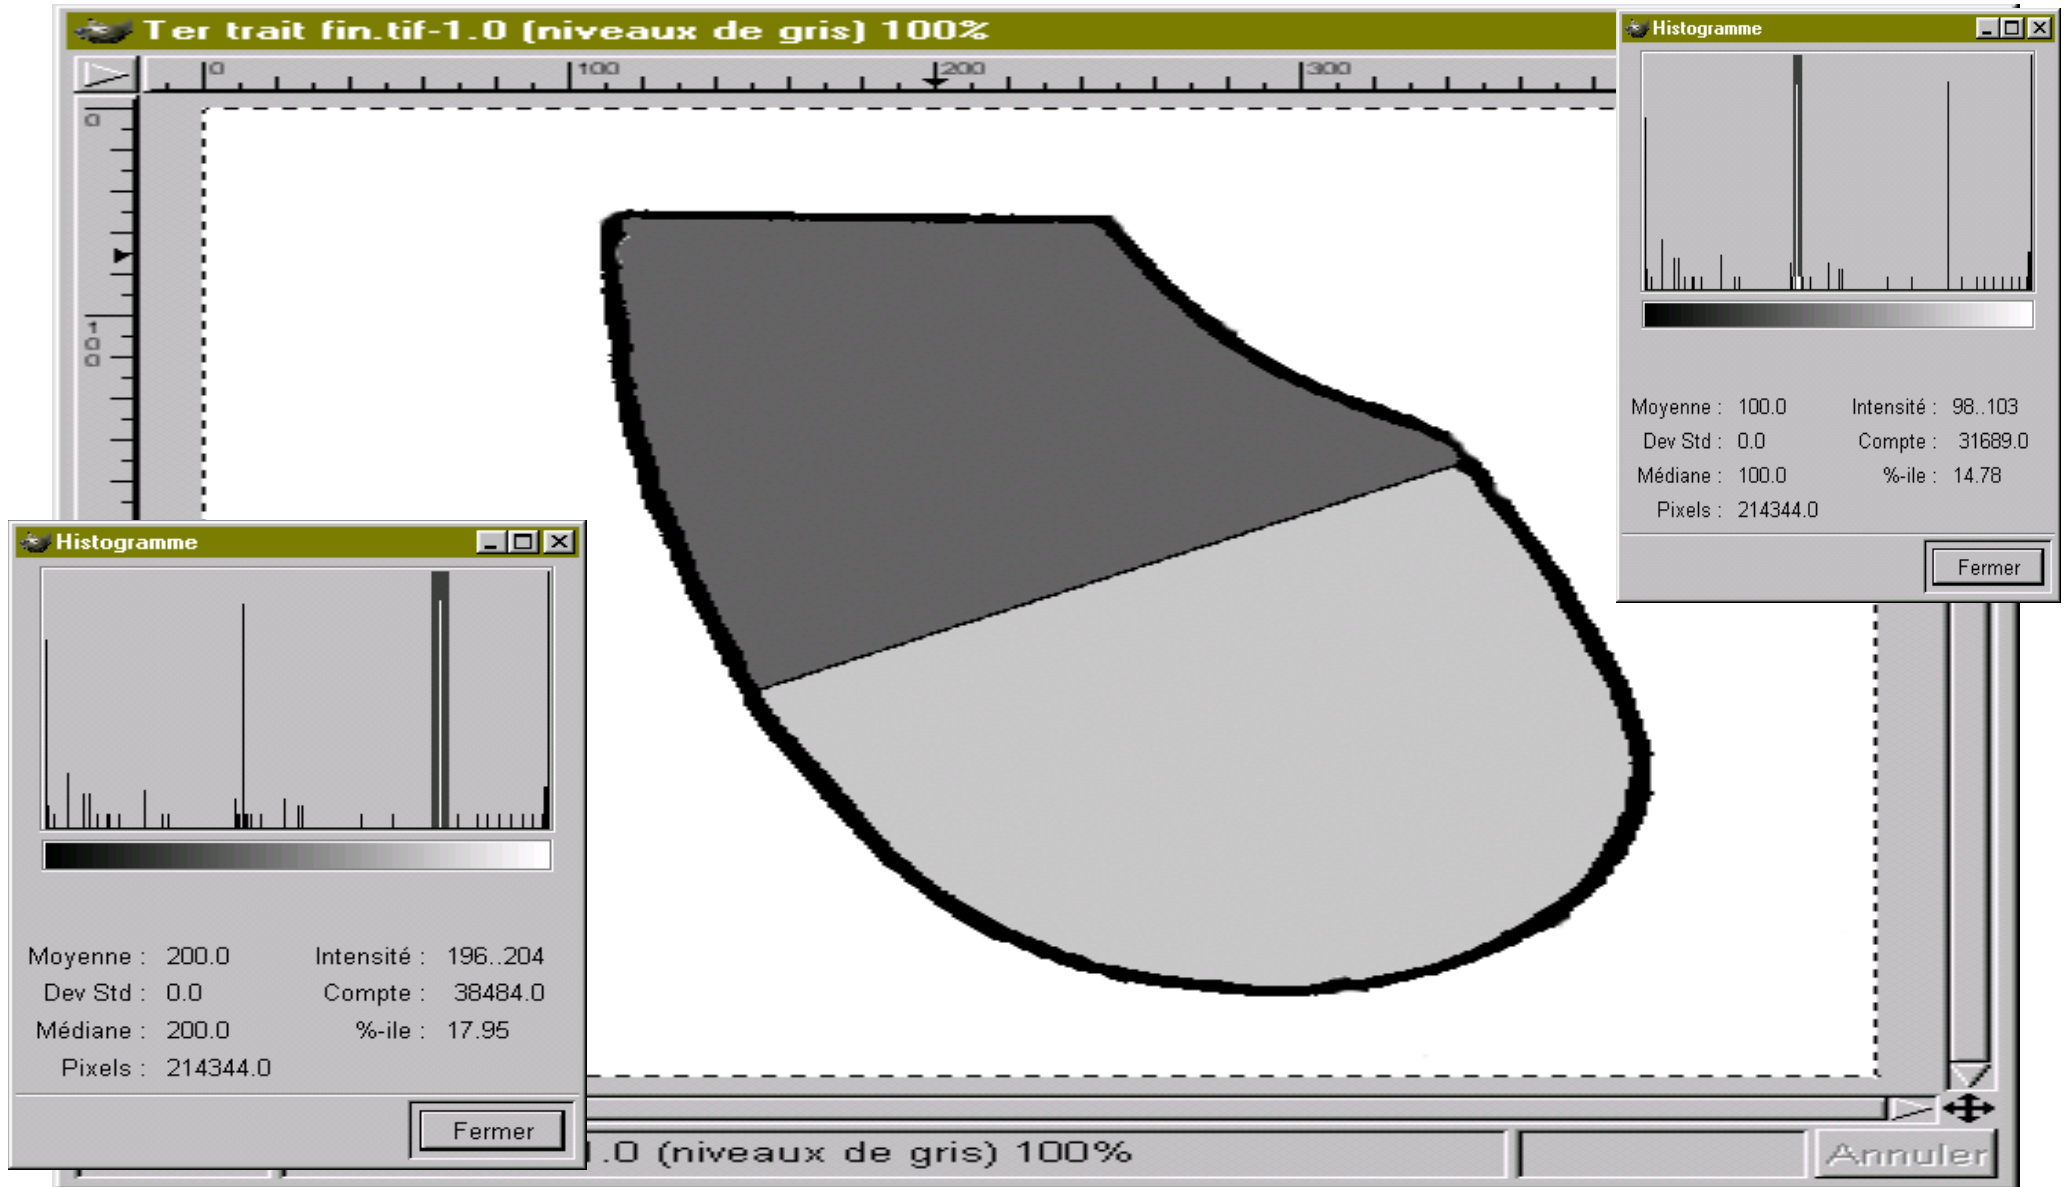 Ter trait fin.tif-1.0 (niveaux de gris) 100%
0
100
200
300
0
100
Histogramme
Moyenne : 100.0 Intensité : 98..103
Dev Std : 0.0 Compte : 31689.0
Médiane : 100.0 %-ile : 14.78
Pixels : 214344.0
Fermer
Histogramme
Moyenne : 200.0 Intensité : 196..204
Dev Std : 0.0 Compte : 38484.0
Médiane : 200.0 %-ile : 17.95
Pixels : 214344.0
Fermer
.0 (niveaux de gris) 100%
Annuler